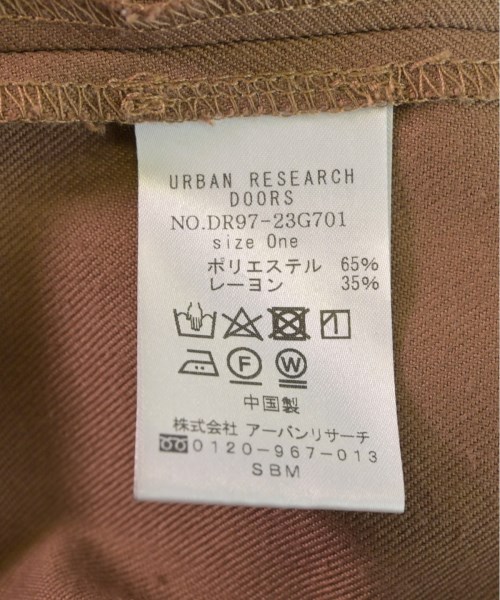 URBAN RESEARCH
DOORS
NO.DR97-23G701
size One
ポリエステル 65%
レーヨン 35%
F W
中国製
株式会社 アーバンリサーチ
0120-967-013
SBM